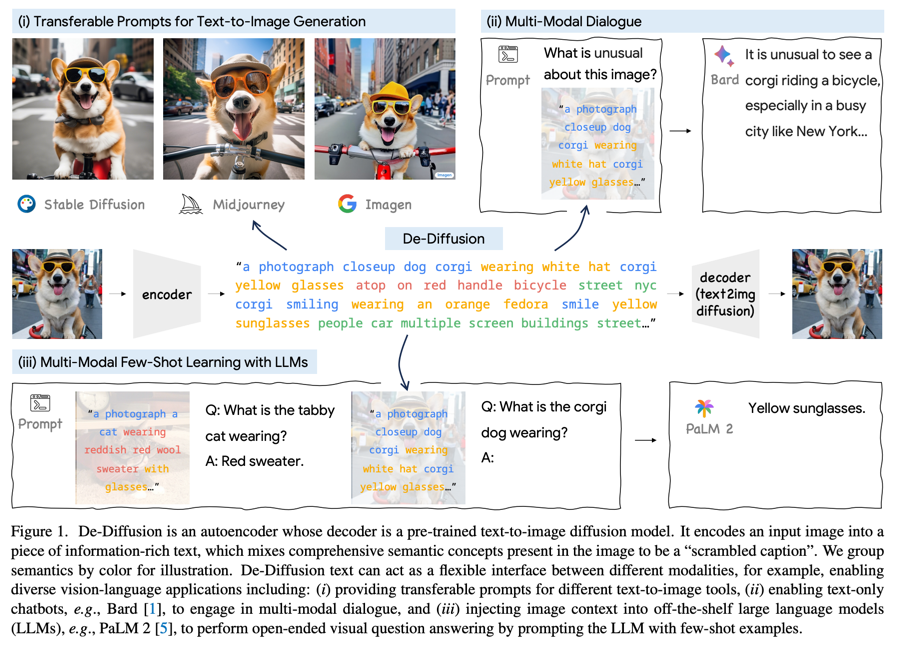 (i) Transferable Prompts for Text-to-Image Generation
Stable Diffusion
Midjourney
Imagen
Imagen
(ii) Multi-Modal Dialogue
Prompt
What is unusual
about this image?
“a photograph
closeup dog
corgi wearing
white hat corgi
yellow glasses…”
Bard
It is unusual to see a
corgi riding a bicycle,
especially in a busy
city like New York...
De-Diffusion
encoder
“a photograph closeup dog corgi wearing white hat corgi
yellow glasses atop on red handle bicycle street nyc
corgi smiling wearing an orange fedora smile yellow
sunglasses people car multiple screen buildings street…”
decoder
(text2img
diffusion)
(iii) Multi-Modal Few-Shot Learning with LLMs
Prompt
“a photograph a
cat wearing
reddish red wool
sweater with
glasses…”
Q: What is the tabby
cat wearing?
A: Red sweater.
“a photograph
closeup dog
corgi wearing
white hat corgi
yellow glasses…”
Q: What is the corgi
dog wearing?
A:
PaLM 2
Yellow sunglasses.
Figure 1. De-Diffusion is an autoencoder whose decoder is a pre-trained text-to-image diffusion model. It encodes an input image into a
piece of information-rich text, which mixes comprehensive semantic concepts present in the image to be a “scrambled caption”. We group
semantics by color for illustration. De-Diffusion text can act as a flexible interface between different modalities, for example, enabling
diverse vision-language applications including: (i) providing transferable prompts for different text-to-image tools, (ii) enabling text-only
chatbots, e.g., Bard [1], to engage in multi-modal dialogue, and (iii) injecting image context into off-the-shelf large language models
(LLMs), e.g., PaLM 2 [5], to perform open-ended visual question answering by prompting the LLM with few-shot examples.